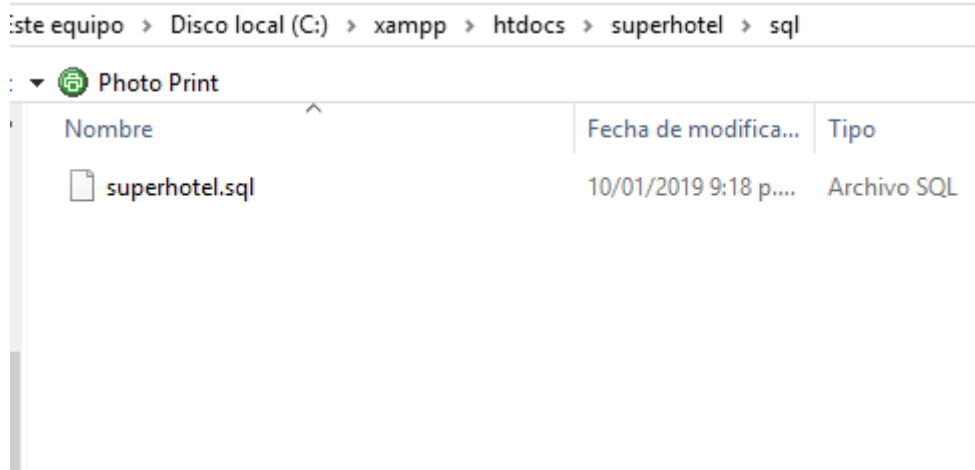 Este equipo > Disco local (C:) > xampp > htdocs > superhotel > sql
Photo Print
Nombre Fecha de modifica... Tipo
superhotel.sql 10/01/2019 9:18 p.... Archivo SQL